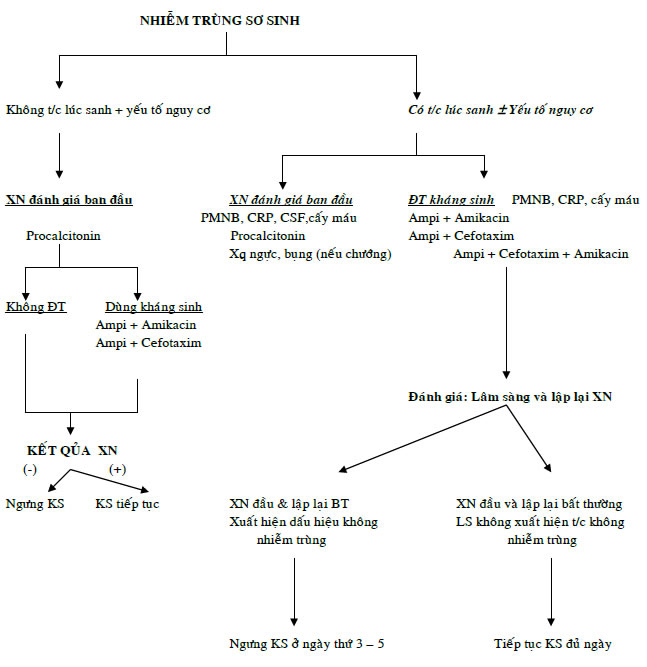 NHIỄM TRÙNG SƠ SINH
Không t/c lúc sanh + yếu tố nguy cơ
Có t/c lúc sanh ± Yếu tố nguy cơ
XN đánh giá ban đầu
Procalcitonin
XN đánh giá ban đầu
PMNB, CRP, CSF,cấy máu
Procalcitonin
Xq ngực, bụng (nếu chướng)
ĐT kháng sinh PMNB, CRP, cấy máu
Ampi + Amikacin
Ampi + Cefotaxim
Ampi + Cefotaxim + Amikacin
Không ĐT
Dùng kháng sinh
Ampi + Amikacin
Ampi + Cefotaxim
Đánh giá: Lâm sàng và lập lại XN
KẾT QỦA XN
(-) (+)
Ngưng KS
KS tiếp tục
XN đầu & lập lại BT
Xuất hiện dấu hiệu không
nhiễm trùng
XN đầu và lập lại bất thường
LS không xuất hiện t/c không
nhiễm trùng
Ngưng KS ở ngày thứ 3 – 5
Tiếp tục KS đủ ngày